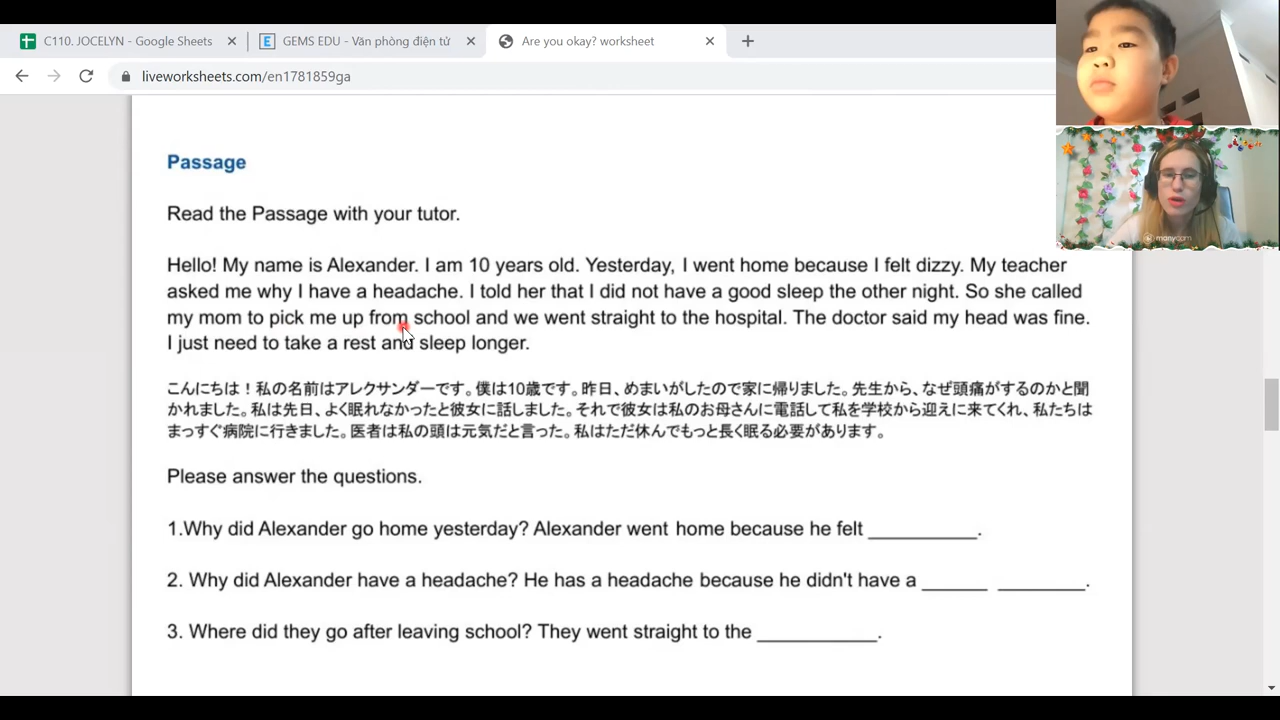 C110. JOCELYN - Google Sheets
GEMS EDU - Văn phòng điện tử
Are you okay? worksheet
liveworksheets.com/en1781859ga
manycam
Passage
Read the Passage with your tutor.
Hello! My name is Alexander. I am 10 years old. Yesterday, I went home because I felt dizzy. My teacher
asked me why I have a headache. I told her that I did not have a good sleep the other night. So she called
my mom to pick me up from school and we went straight to the hospital. The doctor said my head was fine.
I just need to take a rest and sleep longer.
こんにちは！私の名前はアレクサンダーです。僕は10歳です。昨日、めまいがしたので家に帰りました。先生から、なぜ頭痛がするのかと聞
かれました。私は先日、よく眠れなかったと彼女に話しました。それで彼女は私のお母さんに電話して私を学校から迎えに来てくれ、私たちは
まっすぐ病院に行きました。医者は私の頭は元気だと言った。私はただ休んでもっと長く眠る必要があります。
Please answer the questions.
1.Why did Alexander go home yesterday? Alexander went home because he felt __________.
2. Why did Alexander have a headache? He has a headache because he didn't have a ______ ________.
3. Where did they go after leaving school? They went straight to the ___________.